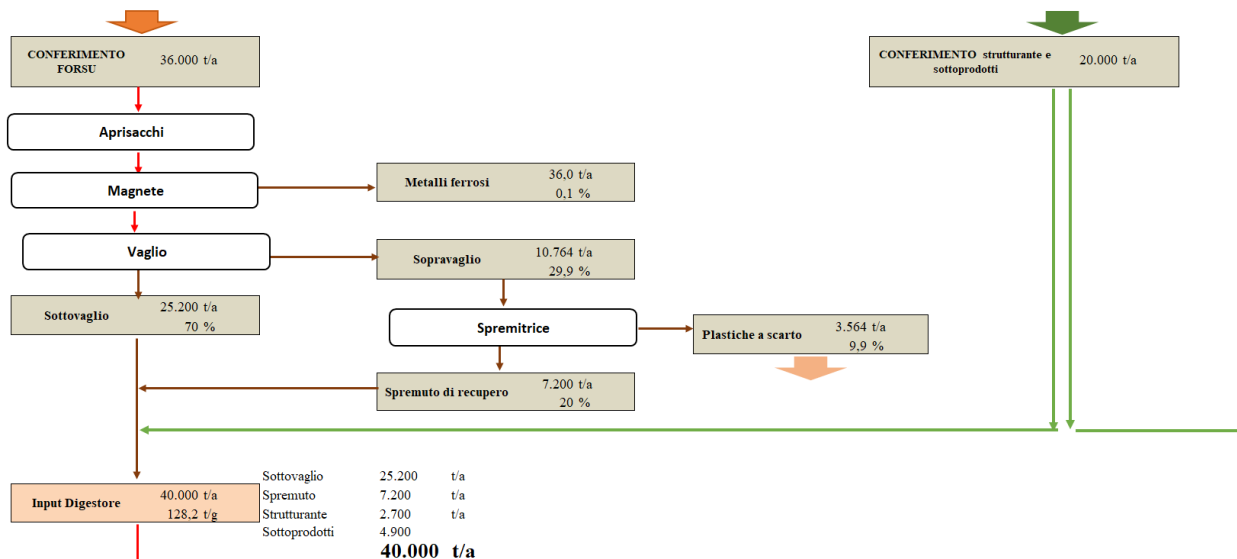 CONFERIMENTO
FORSU
36.000 t/a
CONFERIMENTO strutturante e
sottoprodotti
20.000 t/a
Aprisacchi
Magnete
Metalli ferrosi
36,0 t/a
0,1 %
Vaglio
Sopravaglio
10.764 t/a
29,9 %
Sottovaglio
25.200 t/a
70 %
Spremitrice
Plastiche a scarto
3.564 t/a
9,9 %
Spremuto di recupero
7.200 t/a
20 %
Input Digestore
40.000 t/a
128,2 t/g
Sottovaglio 25.200 t/a
Spremuto 7.200 t/a
Strutturante 2.700 t/a
Sottoprodotti 4.900
40.000 t/a